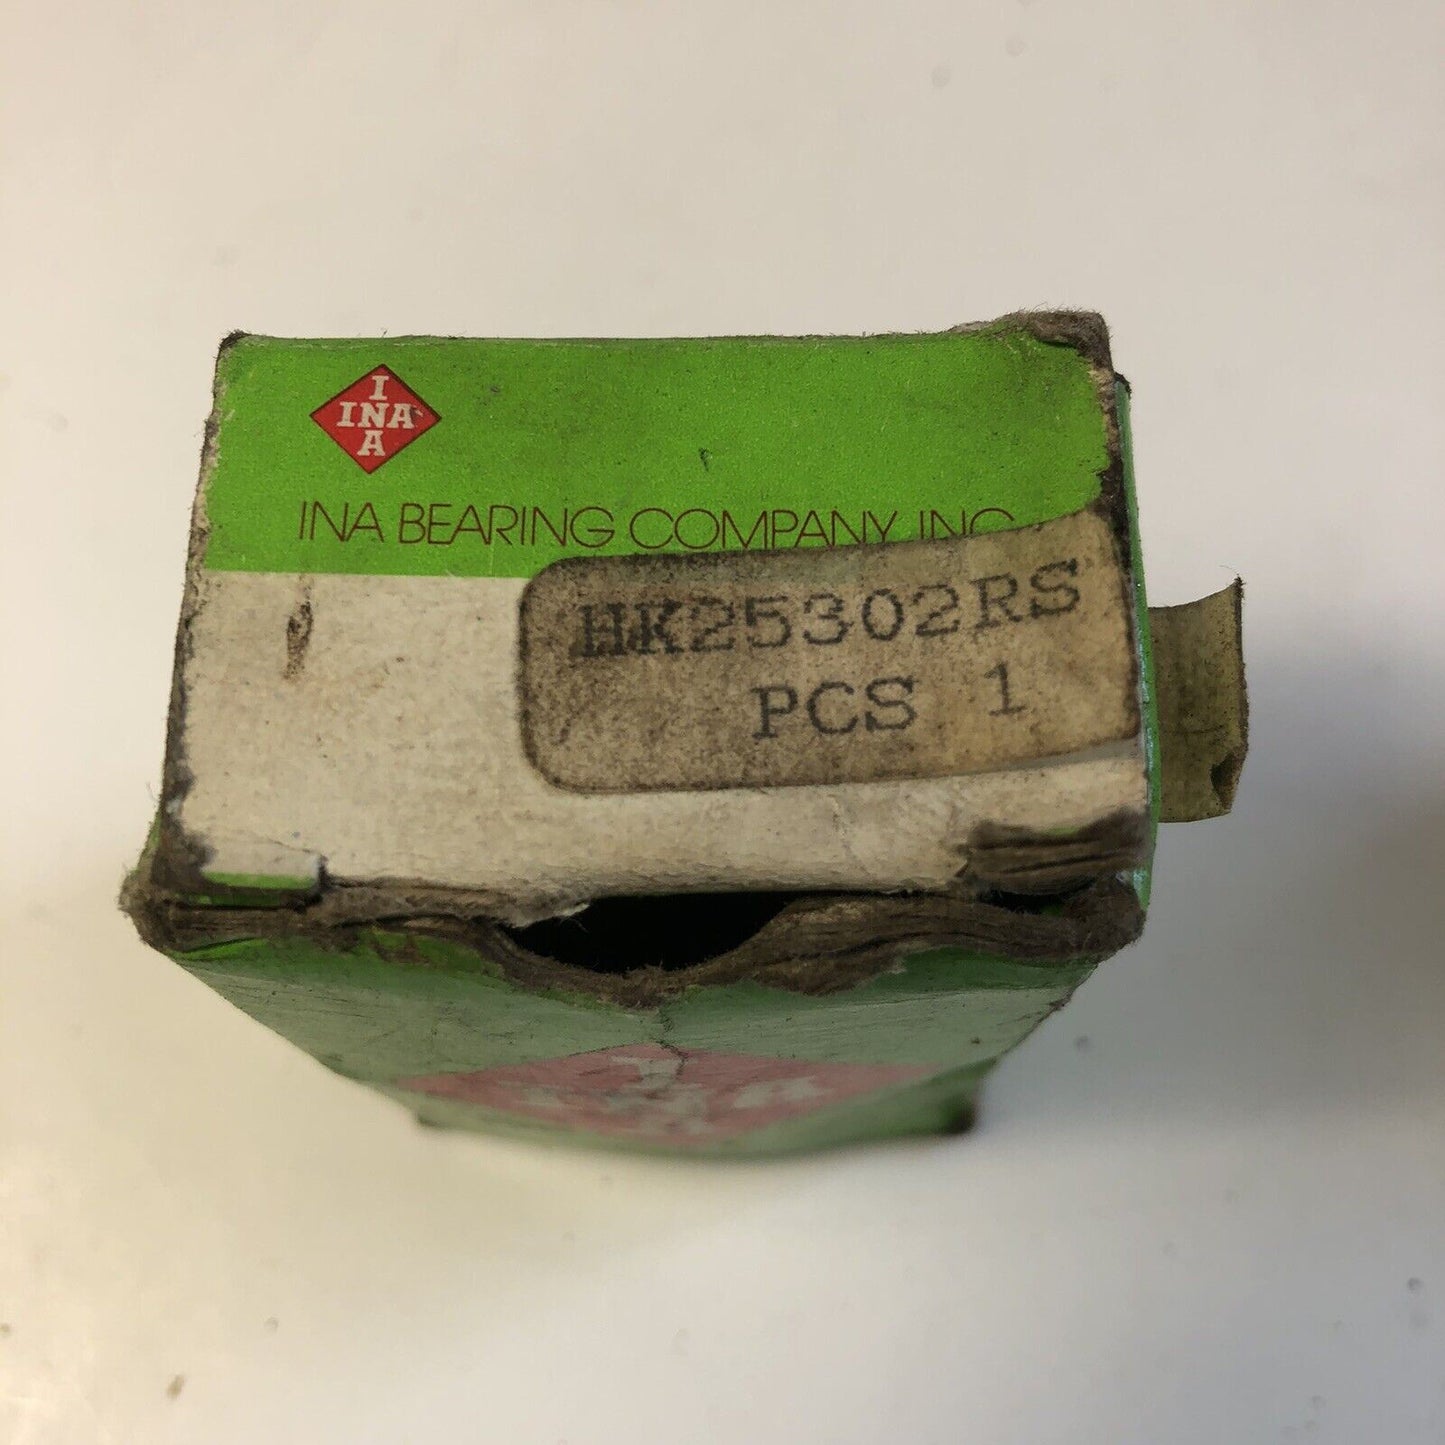 I
INA
A
INA BEARING COMPANY, INC.
HK25302RS
PCS 1